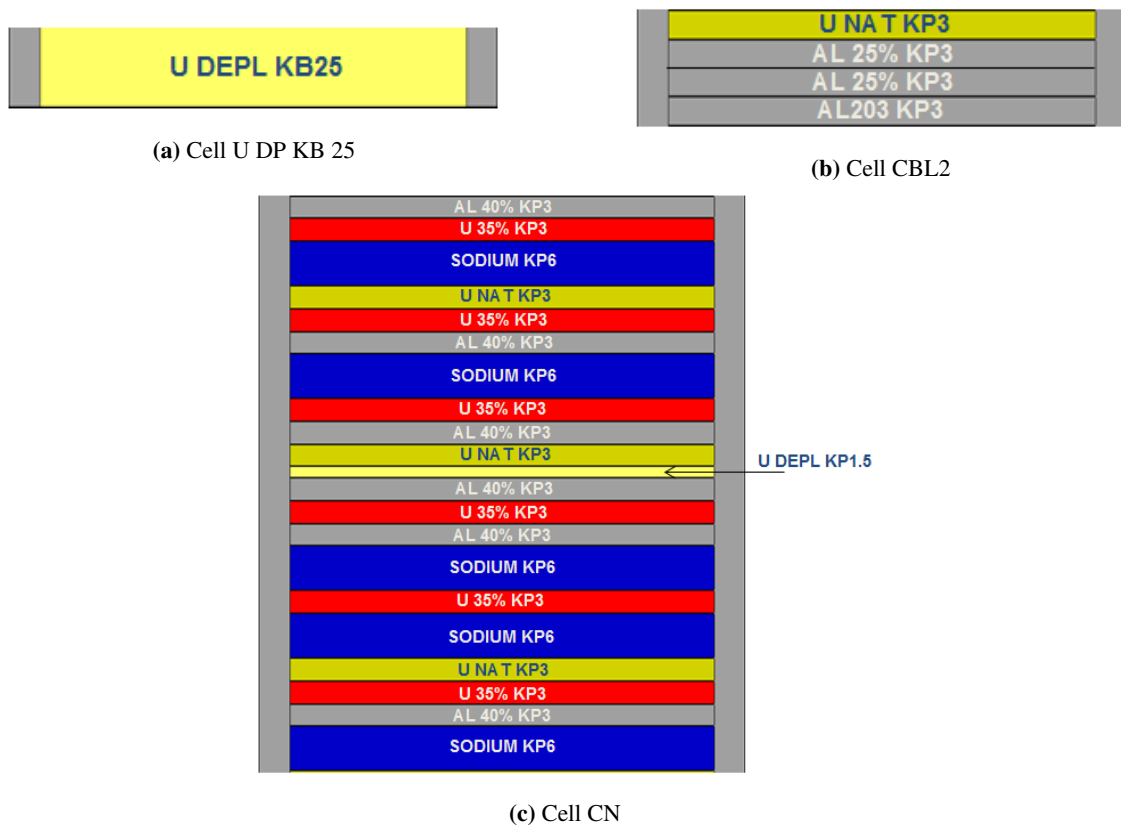 U DEPL KB25
(a) Cell U DP KB 25
U NA T KP3
AL 25% KP3
AL 25% KP3
AL203 KP3
(b) Cell CBL2
AL 40% KP3
U 35% KP3
SODIUM KP6
U NA T KP3
U 35% KP3
AL 40% KP3
SODIUM KP6
U 35% KP3
AL 40% KP3
U NA T KP3
U DEPL KP1.5
AL 40% KP3
U 35% KP3
AL 40% KP3
SODIUM KP6
U 35% KP3
SODIUM KP6
U NA T KP3
U 35% KP3
AL 40% KP3
SODIUM KP6
(c) Cell CN